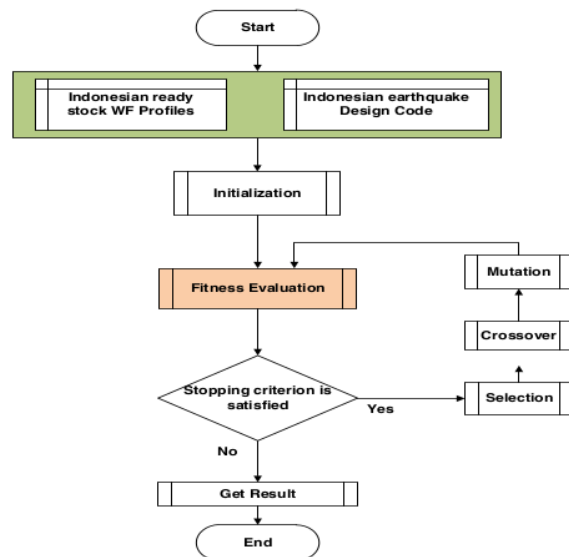 Start
Indonesian ready
stock WF Profiles
Indonesian earthquake
Design Code
Initialization
Fitness Evaluation
Mutation
Crossover
Stopping criterion is
satisfied
Yes
Selection
No
Get Result
End